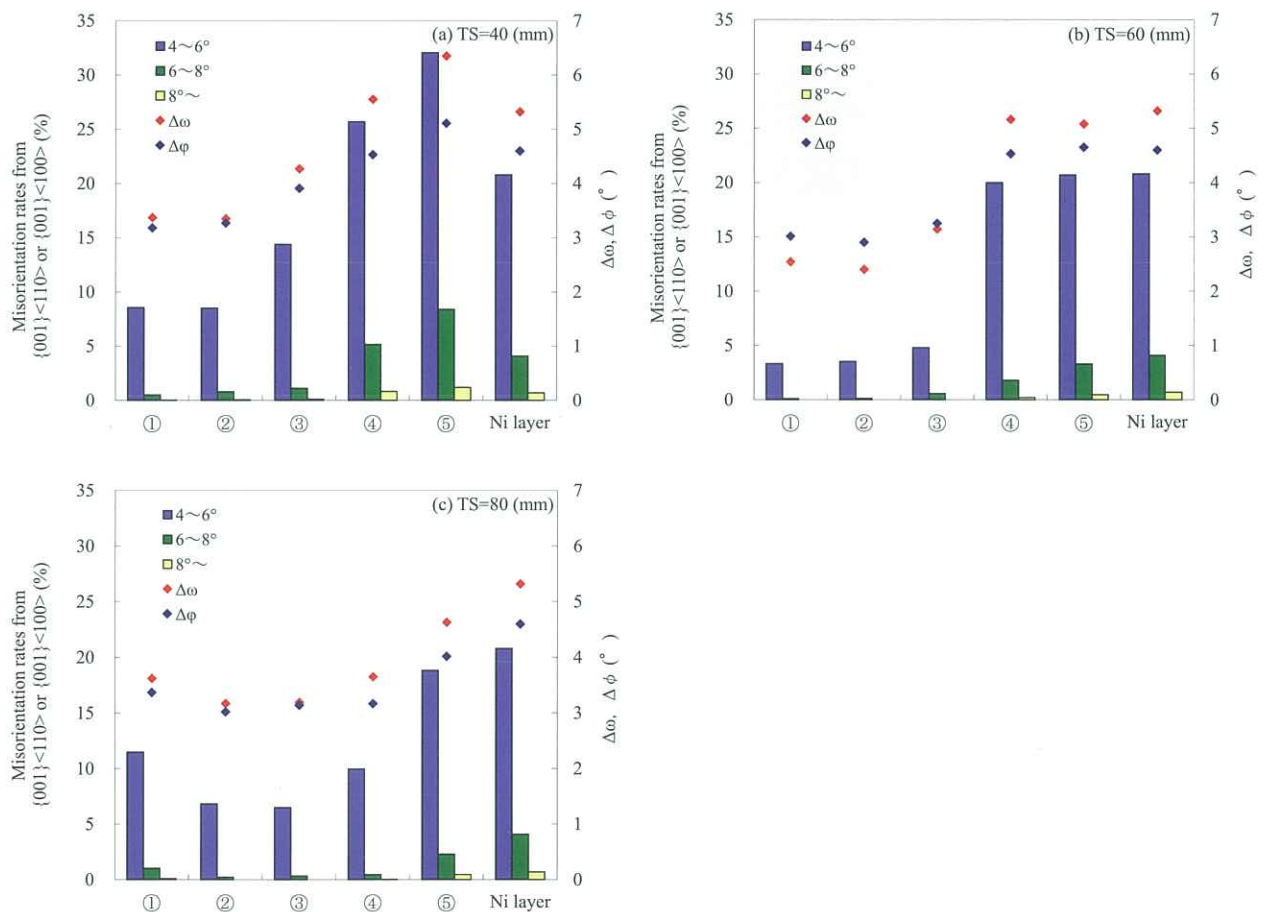 (a) TS=40 (mm)
4～6°
6～8°
8°～
Δω
Δφ
Misorientation rates from
{001}<110> or {001}<100> (%)
35
30
25
20
15
10
5
0
7
6
5
4
3
2
1
0
Δω, Δφ (°)
① ② ③ ④ ⑤ Ni layer
(b) TS=60 (mm)
4～6°
6～8°
8°～
Δω
Δφ
Misorientation rates from
{001}<110> or {001}<100> (%)
35
30
25
20
15
10
5
0
7
6
5
4
3
2
1
0
Δω, Δφ (°)
① ② ③ ④ ⑤ Ni layer
(c) TS=80 (mm)
4～6°
6～8°
8°～
Δω
Δφ
Misorientation rates from
{001}<110> or {001}<100> (%)
35
30
25
20
15
10
5
0
7
6
5
4
3
2
1
0
Δω, Δφ (°)
① ② ③ ④ ⑤ Ni layer